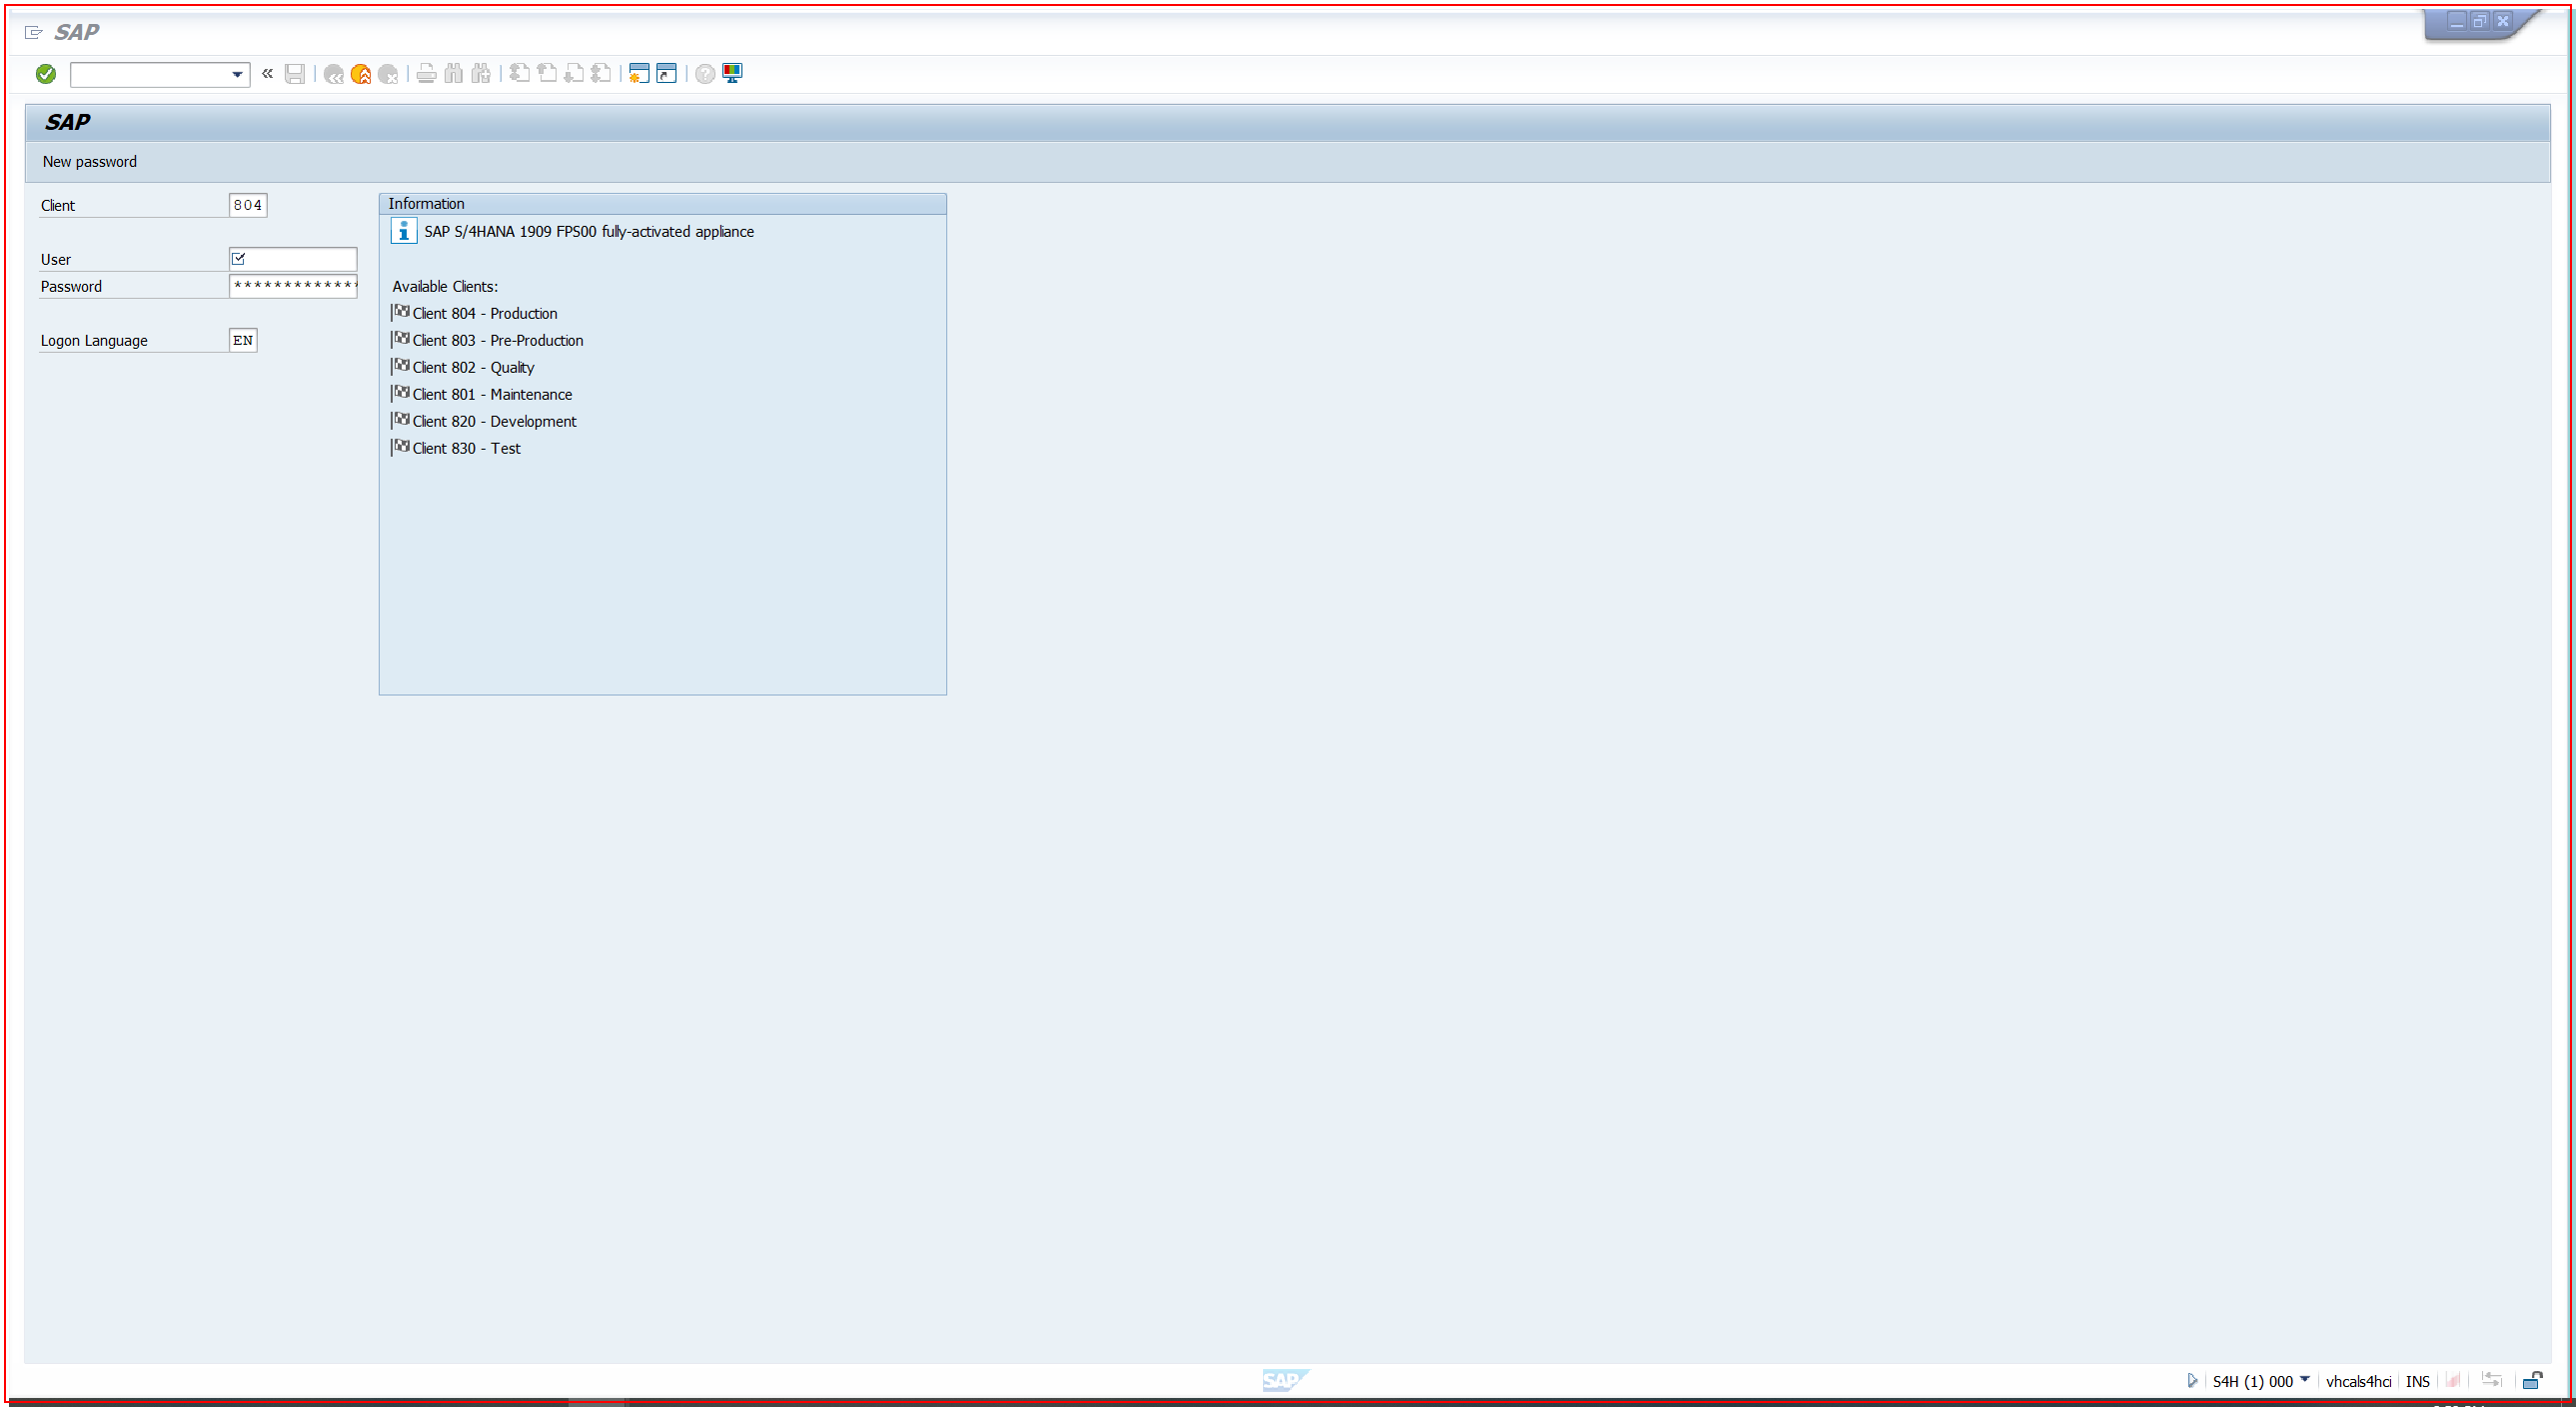 SAP
SAP
New password
Client 804
User
Password *************
Logon Language EN
Information
SAP S/4HANA 1909 FPS00 fully-activated appliance
Available Clients:
Client 804 - Production
Client 803 - Pre-Production
Client 802 - Quality
Client 801 - Maintenance
Client 820 - Development
Client 830 - Test
SAP
S4H (1) 000 vhcals4hci INS